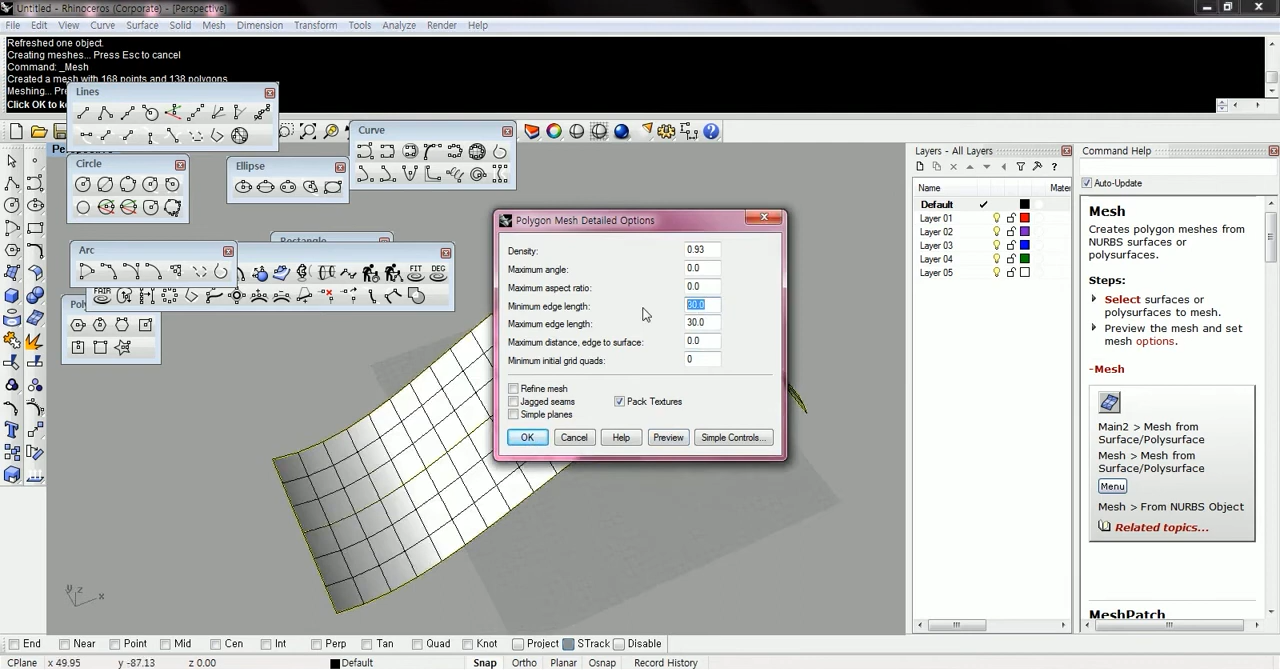 Untitled - Rhinoceros (Corporate) - [Perspective]
File Edit View Curve Surface Solid Mesh Dimension Transform Tools Analyze Render Help
Refreshed one object.
Creating meshes... Press Esc to cancel
Command: _Mesh
Created a mesh with 168 points and 138 polygons.
Meshing... Pre
Click OK to k
Lines
Curve
Circle
Ellipse
Arc
FIT DEG
FAIR
Layers - All Layers
Name Mater
Default
Layer 01
Layer 02
Layer 03
Layer 04
Layer 05
Command Help
Auto-Update
Mesh
Creates polygon meshes from
NURBS surfaces or
polysurfaces.
Steps:
Select surfaces or
polysurfaces to mesh.
Preview the mesh and set
mesh options.
-Mesh
Main2 > Mesh from
Surface/Polysurface
Mesh > Mesh from
Surface/Polysurface
Menu
Mesh > From NURBS Object
Related topics...
MeshPatch
Polygon Mesh Detailed Options
Density: 0.93
Maximum angle: 0.0
Maximum aspect ratio: 0.0
Minimum edge length: 30.0
Maximum edge length: 30.0
Maximum distance, edge to surface: 0.0
Minimum initial grid quads: 0
Refine mesh
Jagged seams Pack Textures
Simple planes
OK Cancel Help Preview Simple Controls...
y z x
End Near Point Mid Cen Int Perp Tan Quad Knot Project STrack Disable
CPlane x 49.95 y -87.13 z 0.00 Default Snap Ortho Planar Osnap Record History